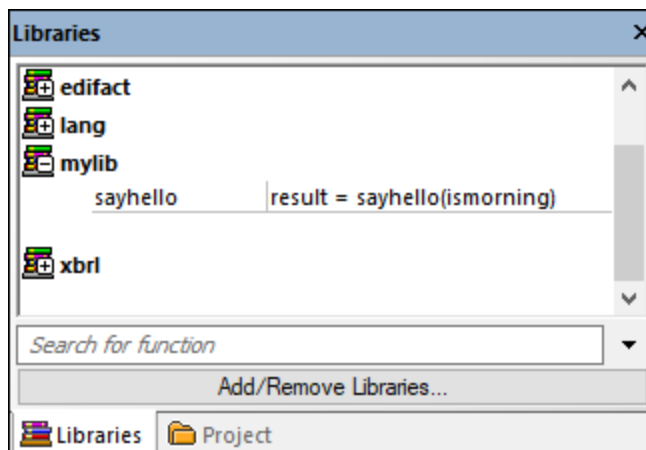 Libraries
edifact
lang
mylib
sayhello result = sayhello(ismorning)
xbrl
Search for function
Add/Remove Libraries...
Libraries Project